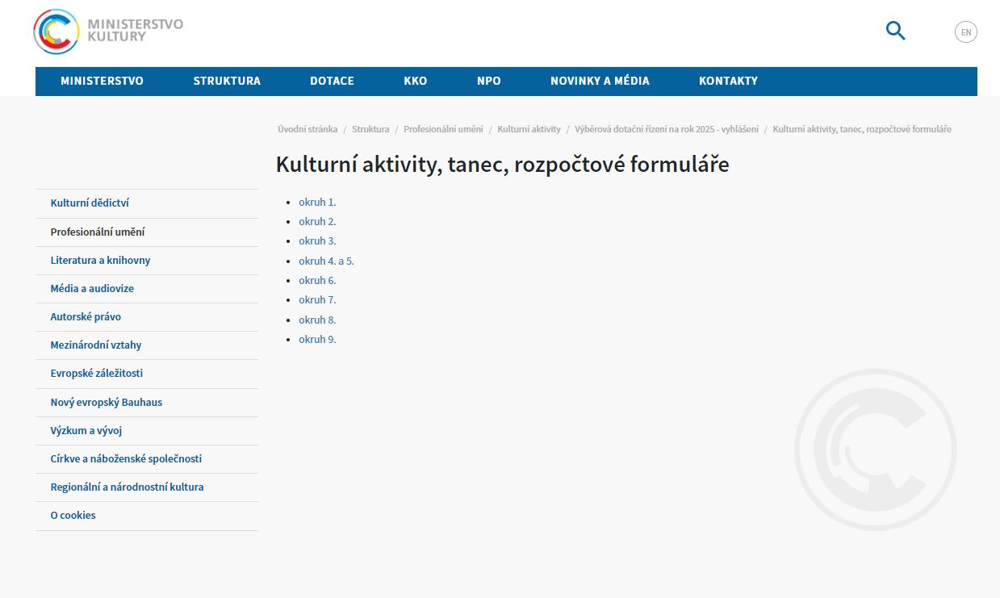 MINISTERSTVO
KULTURY
EN
MINISTERSTVO STRUKTURA DOTACE KKO NPO NOVINKY A MÉDIA KONTAKTY
Úvodní stránka / Struktura / Profesionální umění / Kulturní aktivity / Výběrová dotační řízení na rok 2025 - vyhlášení / Kulturní aktivity, tanec, rozpočtové formuláře
Kulturní aktivity, tanec, rozpočtové formuláře
Kulturní dědictví
Profesionální umění
Literatura a knihovny
Média a audiovize
Autorské právo
Mezinárodní vztahy
Evropské záležitosti
Nový evropský Bauhaus
Výzkum a vývoj
Církve a náboženské společnosti
Regionální a národnostní kultura
O cookies
• okruh 1.
• okruh 2.
• okruh 3.
• okruh 4. a 5.
• okruh 6.
• okruh 7.
• okruh 8.
• okruh 9.